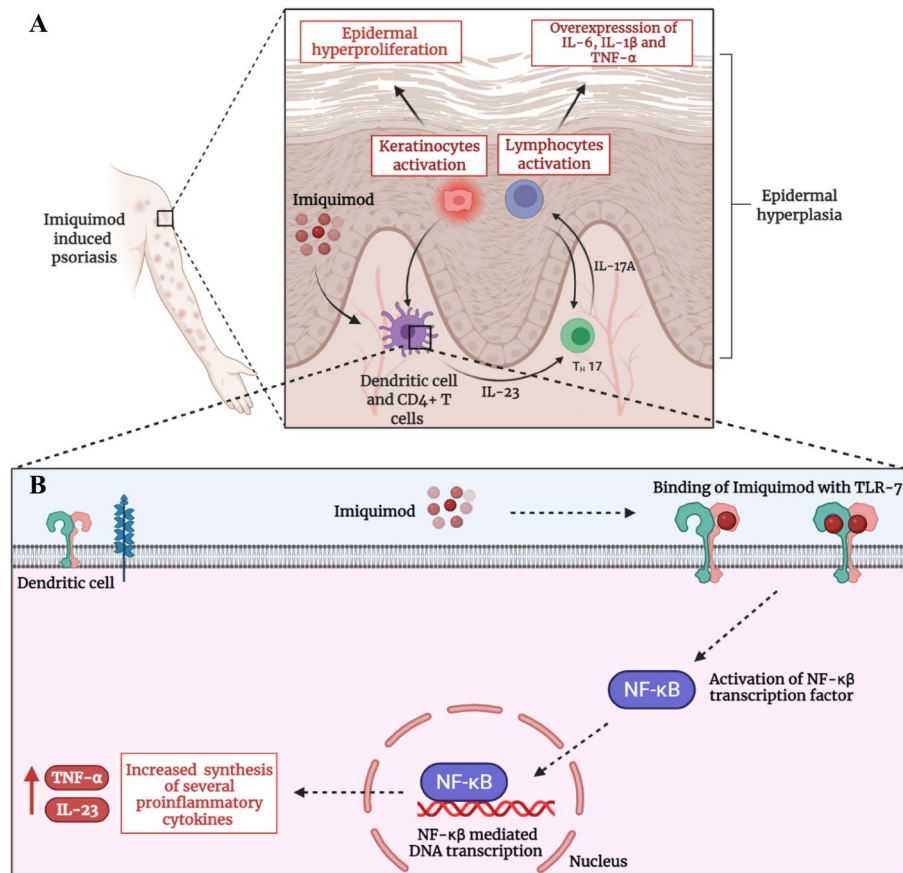 A
Epidermal
hyperproliferation
Overexpresssion of
IL-6, IL-1β and
TNF-α
Keratinocytes
activation
Lymphocytes
activation
Imiquimod
Imiquimod
induced
psoriasis
Epidermal
hyperplasia
IL-17A
Dendritic cell
and CD4+ T
cells
IL-23
TH 17
B
Imiquimod
Binding of Imiquimod with TLR-7
Dendritic cell
NF-κB
Activation of NF-κβ
transcription factor
TNF-α
IL-23
Increased synthesis
of several
proinflammatory
cytokines
NF-κB
NF-κβ mediated
DNA transcription
Nucleus